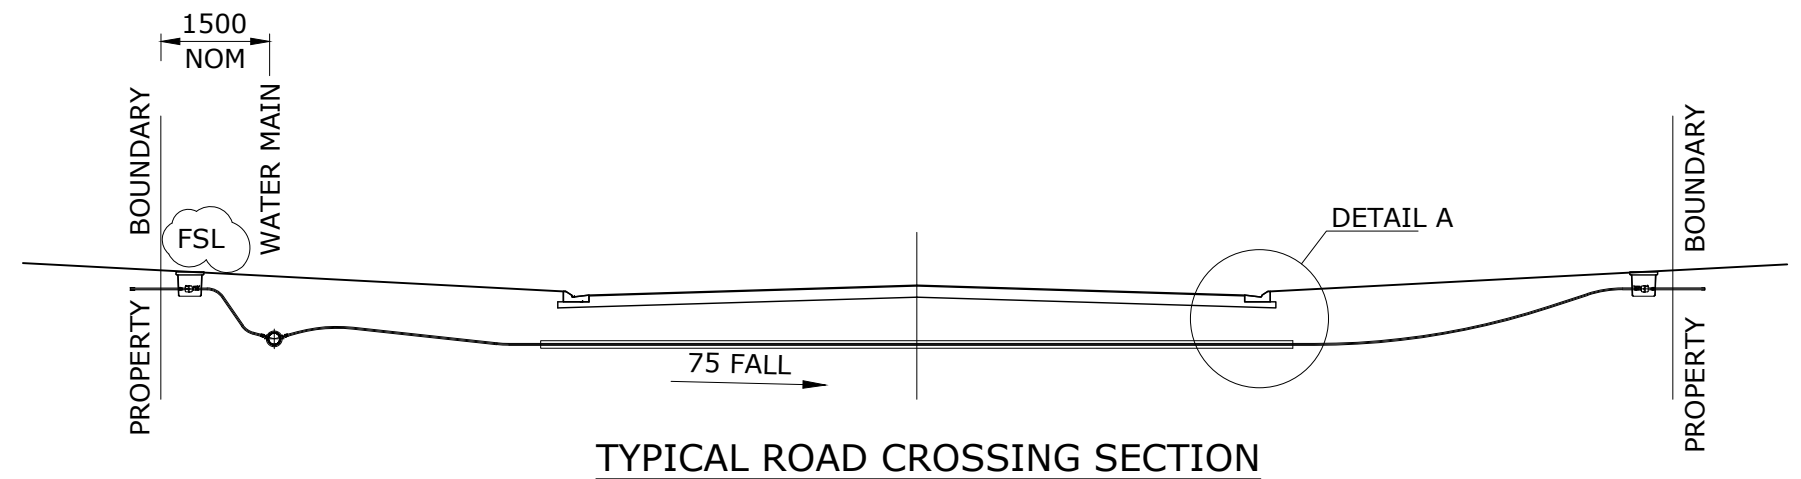 1500
NOM
PROPERTY BOUNDARY
WATER MAIN
FSL
DETAIL A
PROPERTY BOUNDARY
75 FALL
TYPICAL ROAD CROSSING SECTION